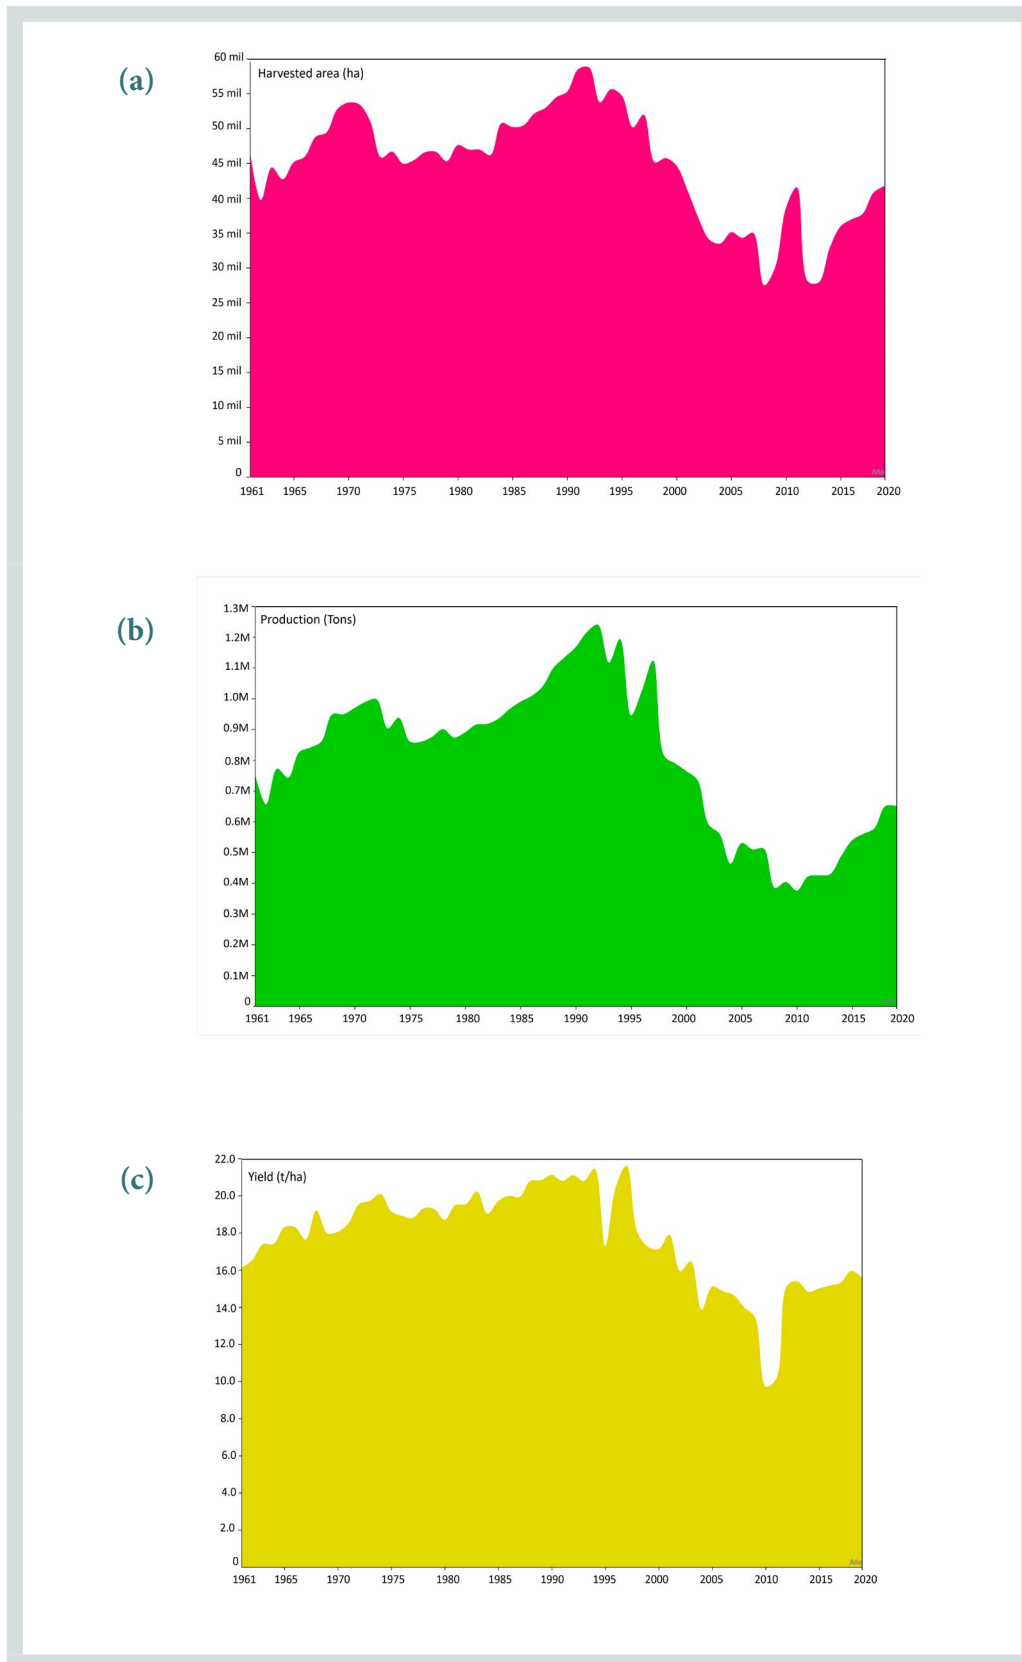 (a)
Harvested area (ha)
60 mil
55 mil
50 mil
45 mil
40 mil
35 mil
30 mil
25 mil
20 mil
15 mil
10 mil
5 mil
0
Año
1961 1965 1970 1975 1980 1985 1990 1995 2000 2005 2010 2015 2020
(b)
Production (Tons)
1.3M
1.2M
1.1M
1.0M
0.9M
0.8M
0.7M
0.6M
0.5M
0.4M
0.3M
0.2M
0.1M
0
1961 1965 1970 1975 1980 1985 1990 1995 2000 2005 2010 2015 2020
(c)
Yield (t/ha)
22.0
20.0
18.0
16.0
14.0
12.0
10.0
8.0
6.0
4.0
2.0
0
Año
1961 1965 1970 1975 1980 1985 1990 1995 2000 2005 2010 2015 2020